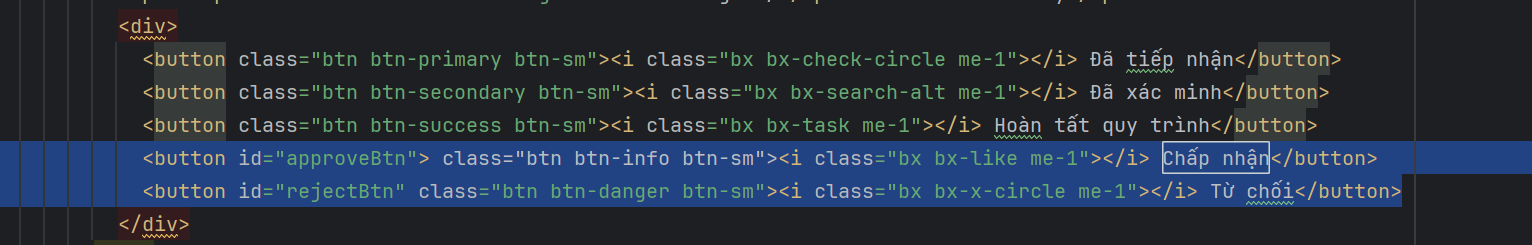 <div>
<button class="btn btn-primary btn-sm"><i class="bx bx-check-circle me-1"></i> Đã tiếp nhận</button>
<button class="btn btn-secondary btn-sm"><i class="bx bx-search-alt me-1"></i> Đã xác minh</button>
<button class="btn btn-success btn-sm"><i class="bx bx-task me-1"></i> Hoàn tất quy trình</button>
<button id="approveBtn"> class="btn btn-info btn-sm"><i class="bx bx-like me-1"></i> Chấp nhận</button>
<button id="rejectBtn" class="btn btn-danger btn-sm"><i class="bx bx-x-circle me-1"></i> Từ chối</button>
</div>